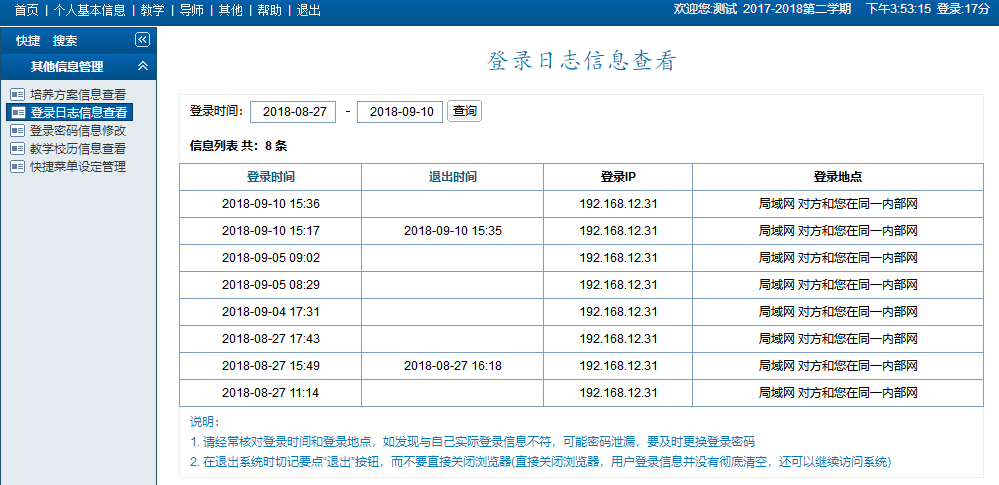 首页 | 个人基本信息 | 教学 | 导师 | 其他 | 帮助 | 退出
欢迎您:测试 2017-2018第二学期 下午3:53:15 登录:17分
快捷 搜索
其他信息管理
培养方案信息查看
登录日志信息查看
登录密码信息修改
教学校历信息查看
快捷菜单设定管理
登录日志信息查看
登录时间: 2018-08-27 - 2018-09-10 查询
信息列表 共: 8 条
登录时间 退出时间 登录IP 登录地点
2018-09-10 15:36 192.168.12.31 局域网 对方和您在同一内部网
2018-09-10 15:17 2018-09-10 15:35 192.168.12.31 局域网 对方和您在同一内部网
2018-09-05 09:02 192.168.12.31 局域网 对方和您在同一内部网
2018-09-05 08:29 192.168.12.31 局域网 对方和您在同一内部网
2018-09-04 17:31 192.168.12.31 局域网 对方和您在同一内部网
2018-08-27 17:43 192.168.12.31 局域网 对方和您在同一内部网
2018-08-27 15:49 2018-08-27 16:18 192.168.12.31 局域网 对方和您在同一内部网
2018-08-27 11:14 192.168.12.31 局域网 对方和您在同一内部网
说明:
1. 请经常核对登录时间和登录地点，如发现与自己实际登录信息不符，可能密码泄漏，要及时更换登录密码
2. 在退出系统时切记要点“退出”按钮，而不要直接关闭浏览器(直接关闭浏览器，用户登录信息并没有彻底清空，还可以继续访问系统)